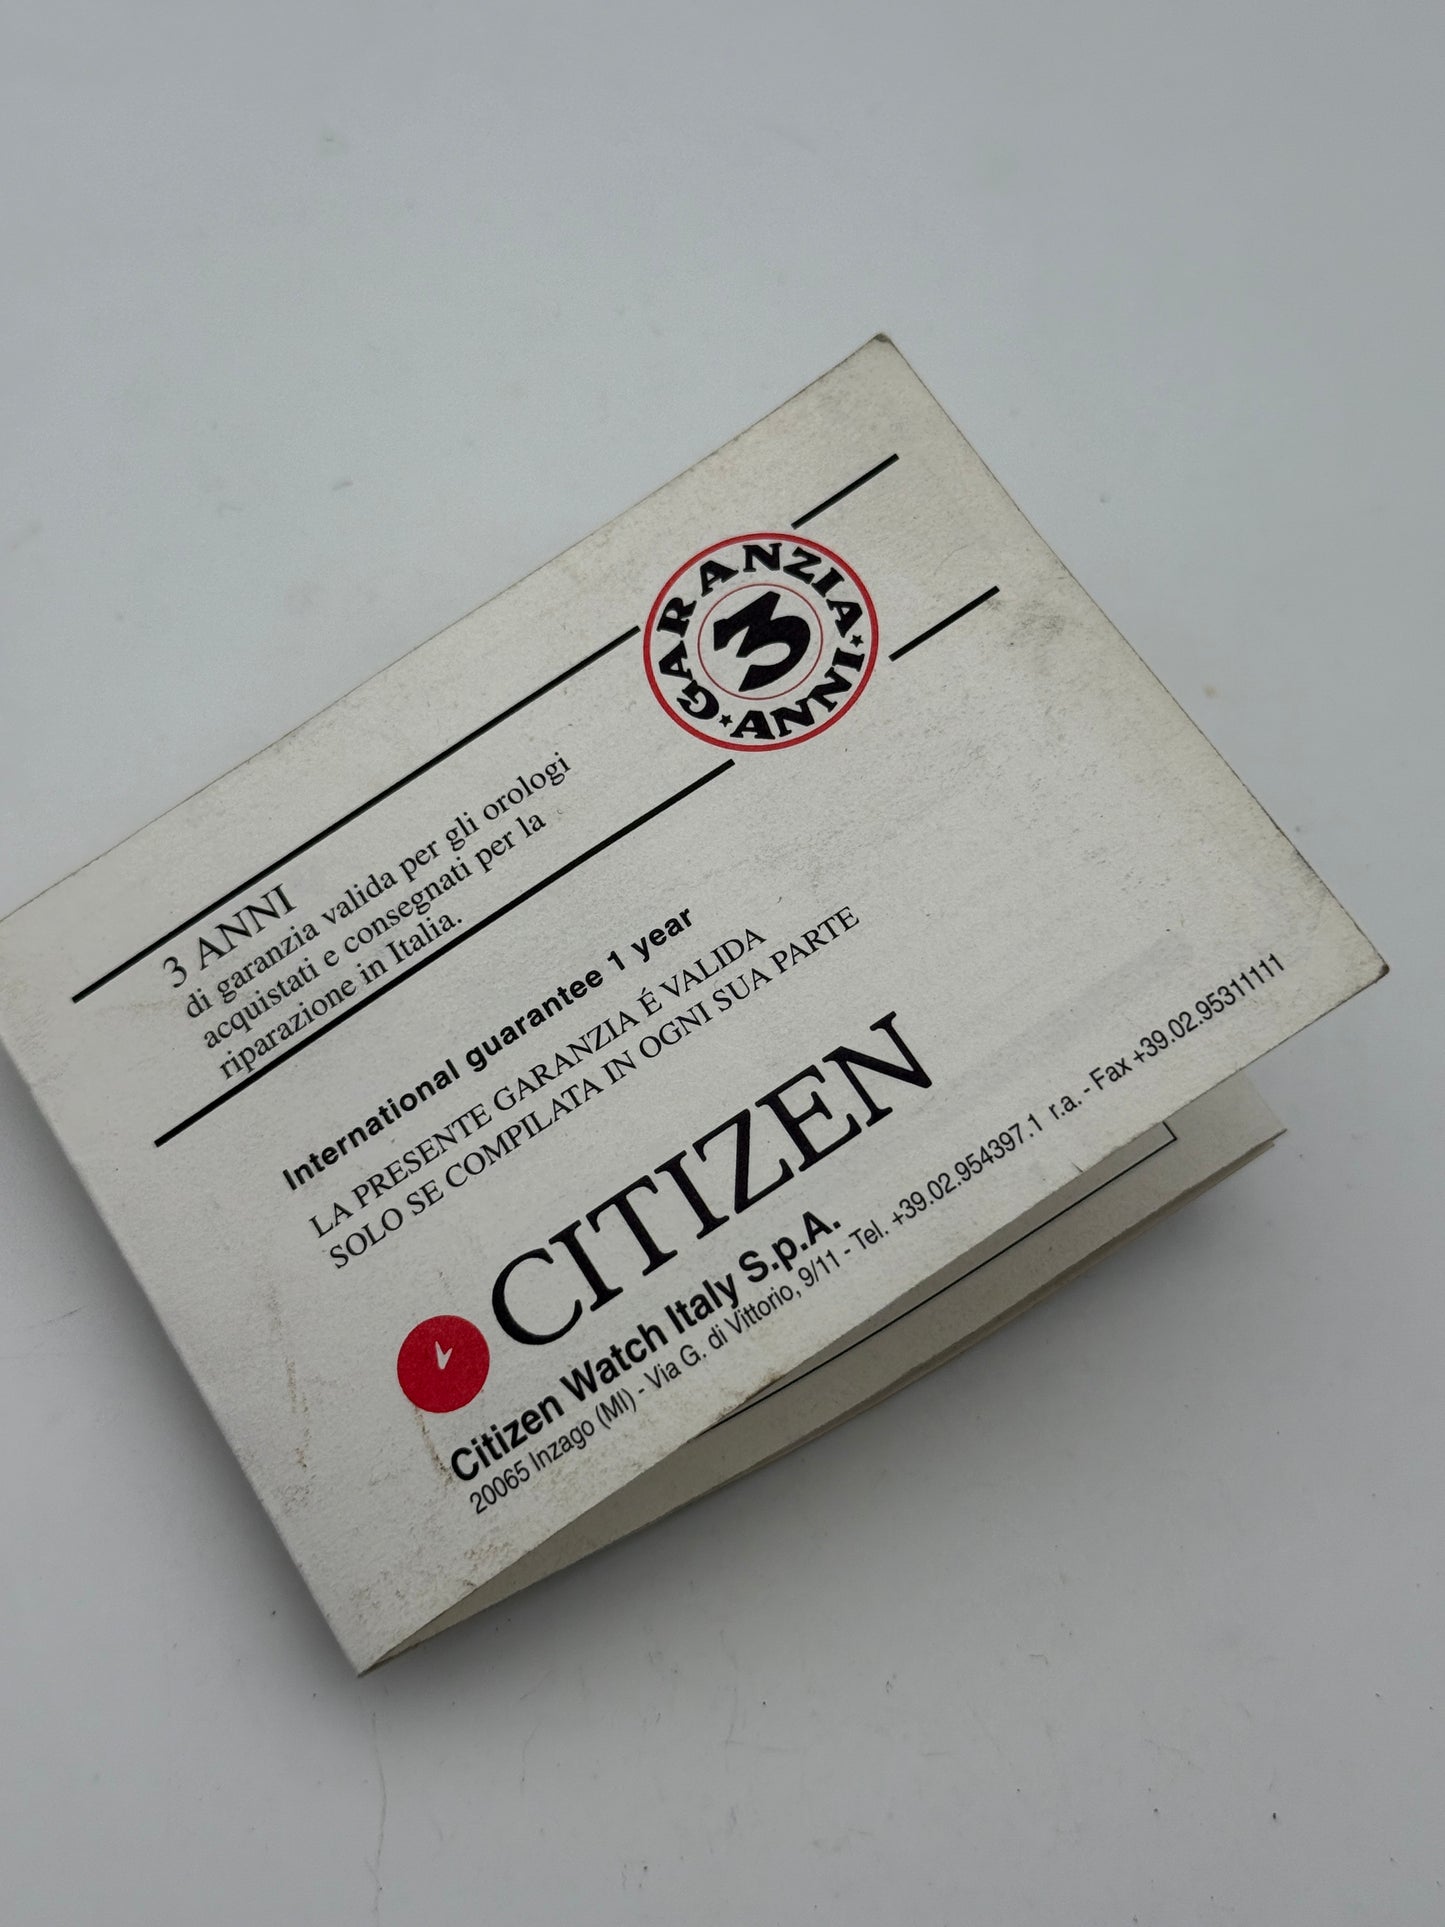 GARANZIA
3
ANNI
3 ANNI
di garanzia valida per gli orologi
acquistati e consegnati per la
riparazione in Italia.
International guarantee 1 year
LA PRESENTE GARANZIA É VALIDA
SOLO SE COMPILATA IN OGNI SUA PARTE
CITIZEN
Citizen Watch Italy S.p.A.
20065 Inzago (MI) - Via G. di Vittorio, 9/11 - Tel. +39.02.954397.1 r.a. - Fax +39.02.95311111